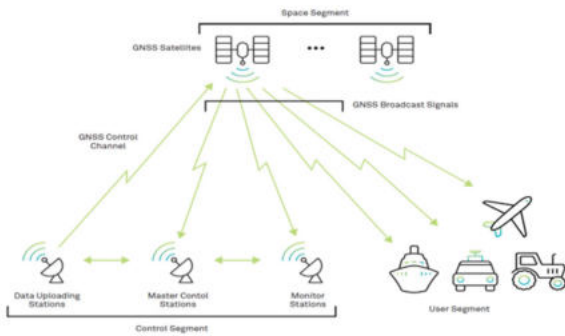 Space Segment
GNSS Satellites
•••
GNSS Broadcast Signals
GNSS Control
Channel
Data Uploading
Stations
Master Contol
Stations
Monitor
Stations
User Segment
Control Segment